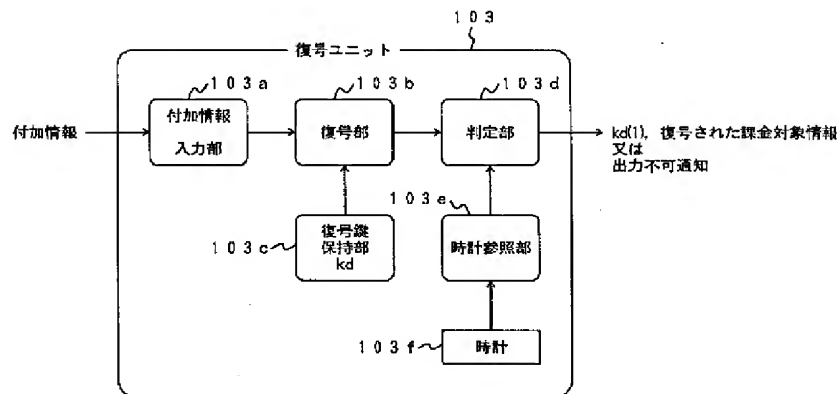 103
復号ユニット
103a
103b
103d
付加情報
付加情報
入力部
復号部
判定部
kd(1), 復号された課金対象情報
又は
出力不可通知
103e
103c
復号鍵
保持部
kd
時計参照部
103f
時計